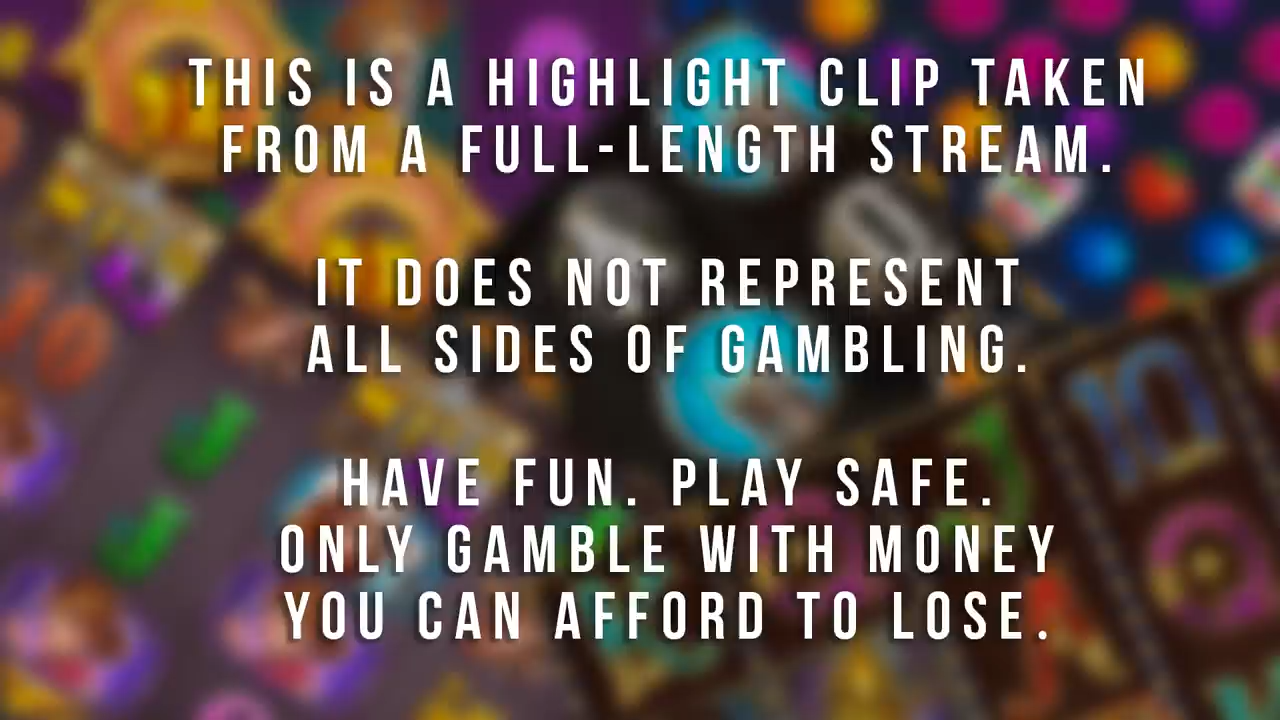 THIS IS A HIGHLIGHT CLIP TAKEN
FROM A FULL-LENGTH STREAM.
IT DOES NOT REPRESENT
ALL SIDES OF GAMBLING.
HAVE FUN. PLAY SAFE.
ONLY GAMBLE WITH MONEY
YOU CAN AFFORD TO LOSE.
10